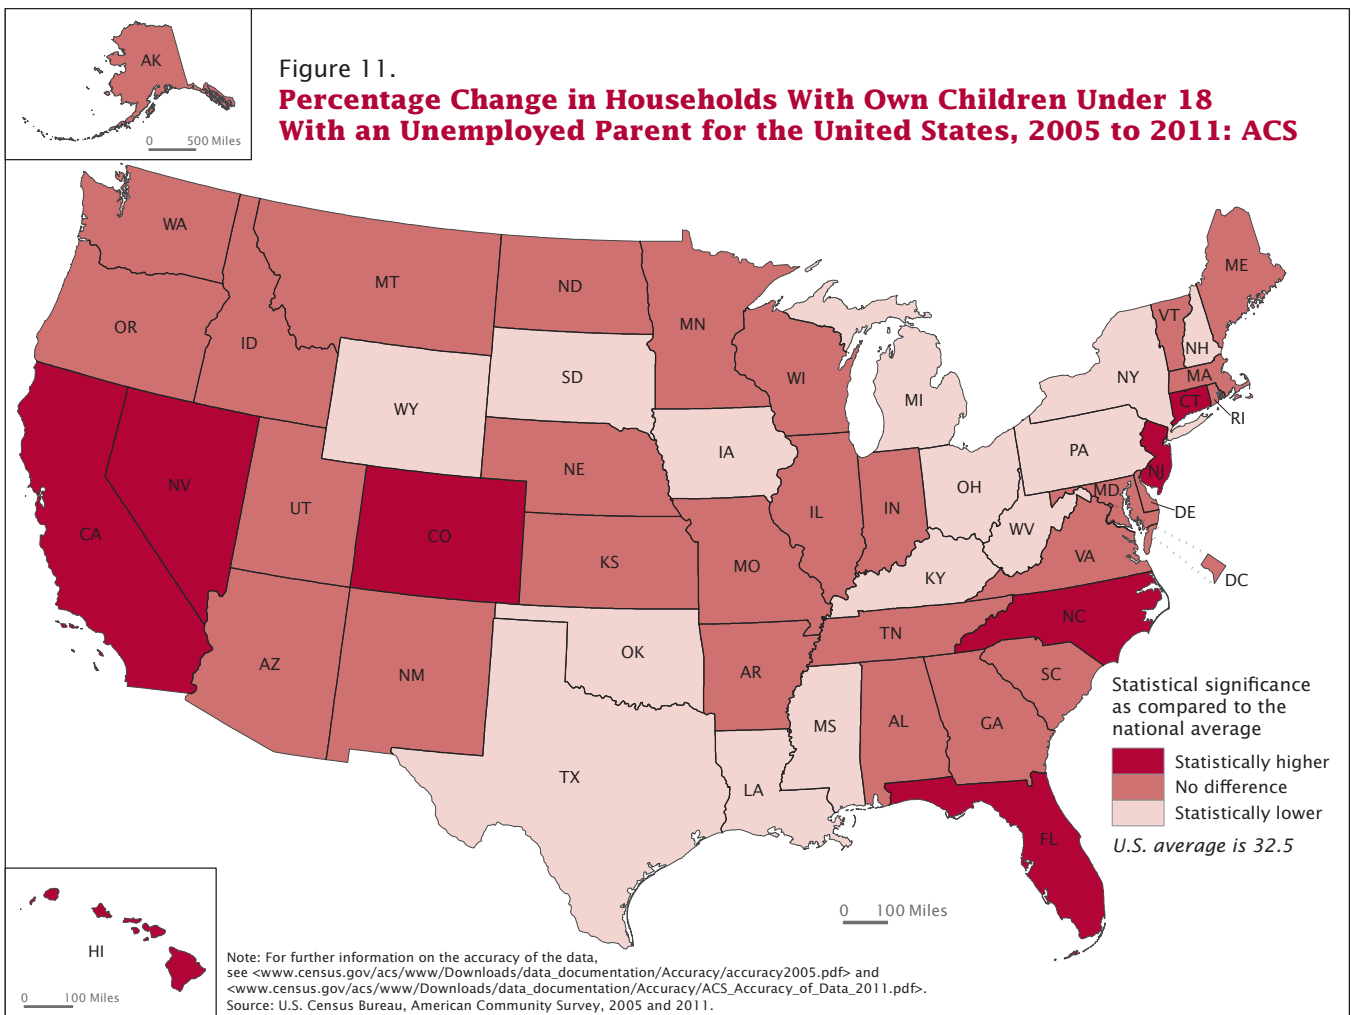 AK
0 500 Miles
Figure 11.
Percentage Change in Households With Own Children Under 18
With an Unemployed Parent for the United States, 2005 to 2011: ACS
WA
MT
ND
MN
OR
ID
SD
WI
WY
MI
NY
VT
NH
ME
MA
CT
RI
NV
UT
CO
NE
IA
IL
IN
OH
PA
NJ
MD
DE
DC
CA
KS
MO
KY
WV
VA
AZ
NM
OK
AR
TN
NC
SC
TX
LA
MS
AL
GA
FL
Statistical significance
as compared to the
national average
Statistically higher
No difference
Statistically lower
U.S. average is 32.5
HI
0 100 Miles
0 100 Miles
Note: For further information on the accuracy of the data,
see <www.census.gov/acs/www/Downloads/data_documentation/Accuracy/accuracy2005.pdf> and
<www.census.gov/acs/www/Downloads/data_documentation/Accuracy/ACS_Accuracy_of_Data_2011.pdf>.
Source: U.S. Census Bureau, American Community Survey, 2005 and 2011.